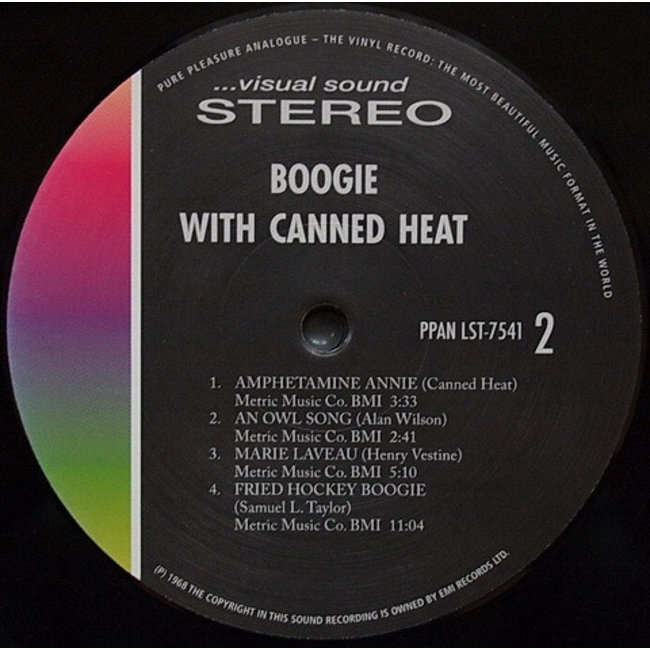 PURE PLEASURE ANALOGUE – THE VINYL RECORD: THE MOST BEAUTIFUL MUSIC FORMAT IN THE WORLD
...visual sound
STEREO
BOOGIE
WITH CANNED HEAT
PPAN LST-7541 2
1. AMPHETAMINE ANNIE (Canned Heat)
Metric Music Co. BMI 3:33
2. AN OWL SONG (Alan Wilson)
Metric Music Co. BMI 2:41
3. MARIE LAVEAU (Henry Vestine)
Metric Music Co. BMI 5:10
4. FRIED HOCKEY BOOGIE
(Samuel L. Taylor)
Metric Music Co. BMI 11:04
(P) 1968 THE COPYRIGHT IN THIS SOUND RECORDING IS OWNED BY EMI RECORDS LTD.